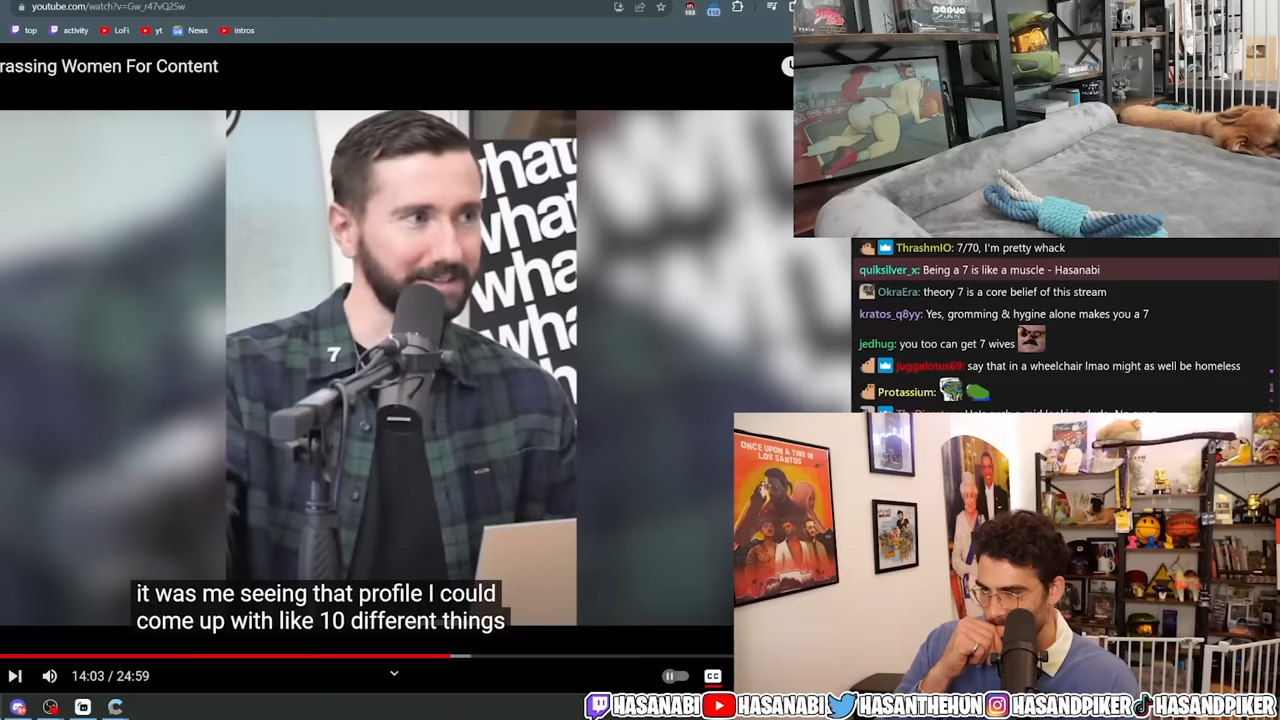 youtube.com/watch?v=Gw_r47vQ2Sw
103
top
activity
LoFi
yt
News
intros
rassing Women For Content
what
what
wha
wha
7
it was me seeing that profile I could
come up with like 10 different things
14:03 / 24:59
CC
ThrashmIO: 7/70, I'm pretty whack
quiksilver_x: Being a 7 is like a muscle - Hasanabi
OkraEra: theory 7 is a core belief of this stream
kratos_q8yy: Yes, gromming & hygine alone makes you a 7
jedhug: you too can get 7 wives
juggalotus69: say that in a wheelchair lmao might as well be homeless
Protassium:
ONCE UPON A TIME IN
LOS SANTOS
HASANABI
HASANABI
HASANTHEHUN
HASANDPIKER
HASANDPIKER